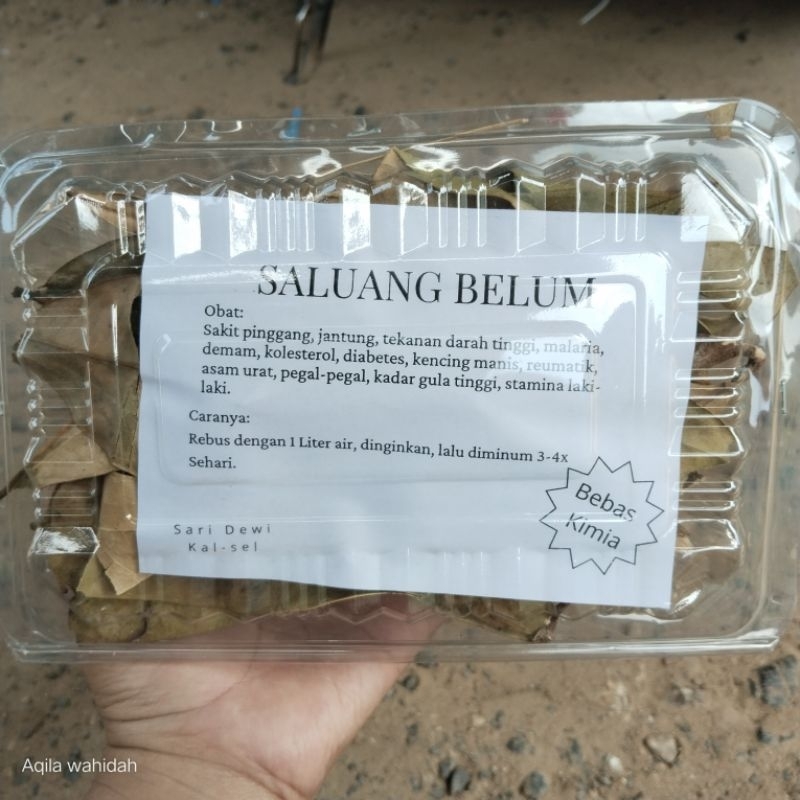 SALUANG BELUM
Obat:
Sakit pinggang, jantung, tekanan darah tinggi, malaria,
demam, kolesterol, diabetes, kencing manis, reumatik,
asam urat, pegal-pegal, kadar gula tinggi, stamina laki-
laki.
Caranya:
Rebus dengan 1 Liter air, dinginkan, lalu diminum 3-4x
Sehari.
Bebas
Kimia
Sari Dewi
Kal-sel
Aqila wahidah